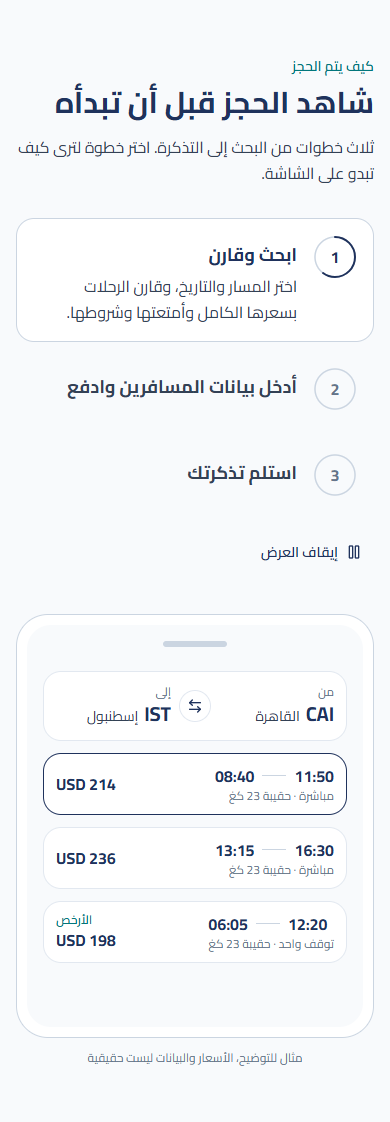 كيف يتم الحجز
شاهد الحجز قبل أن تبدأه
ثلاث خطوات من البحث إلى التذكرة. اختر خطوة لترى كيف
تبدو على الشاشة.
1
ابحث وقارن
اختر المسار والتاريخ، وقارن الرحلات
بسعرها الكامل وأمتعتها وشروطها.
2
أدخل بيانات المسافرين وادفع
3
استلم تذكرتك
إيقاف العرض
من
CAI القاهرة
إلى
IST إسطنبول
11:50 08:40
مباشرة · حقيبة 23 كغ
USD 214
16:30 13:15
مباشرة · حقيبة 23 كغ
USD 236
12:20 06:05
توقف واحد · حقيبة 23 كغ
الأرخص
USD 198
مثال للتوضيح، الأسعار والبيانات ليست حقيقية